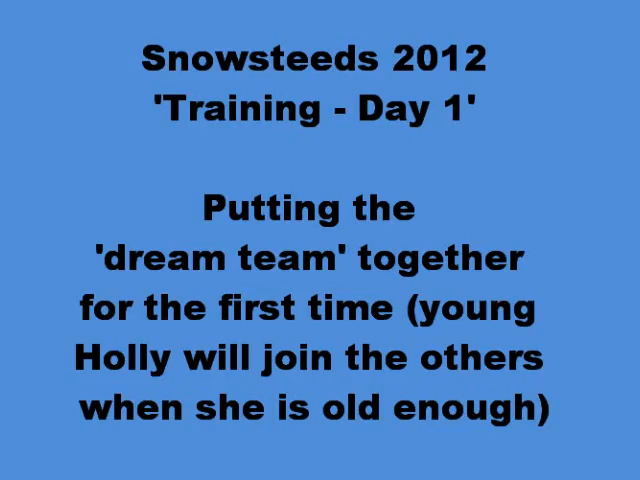 Snowsteeds 2012
'Training - Day 1'
Putting the
'dream team' together
for the first time (young
Holly will join the others
when she is old enough)